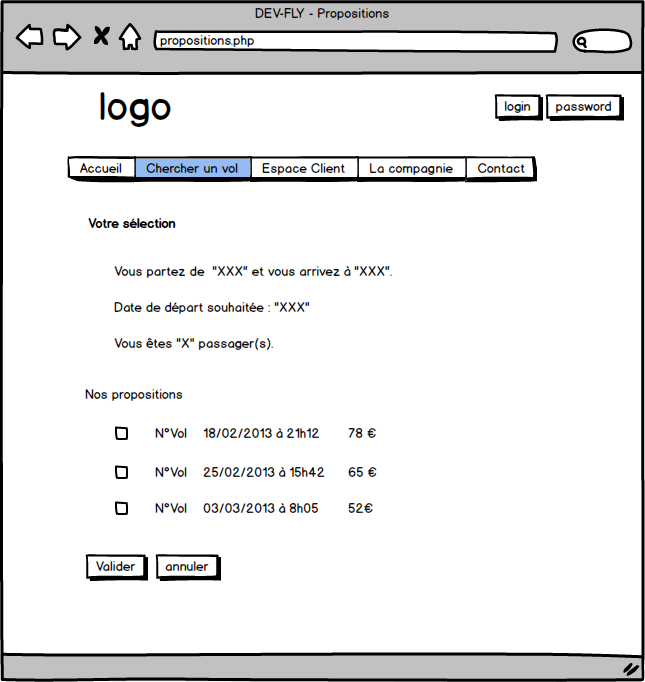 DEV-FLY - Propositions
propositions.php
logo
login password
Accueil Chercher un vol Espace Client La compagnie Contact
Votre sélection
Vous partez de "XXX" et vous arrivez à "XXX".
Date de départ souhaitée : "XXX"
Vous êtes "X" passager(s).
Nos propositions
N°Vol 18/02/2013 à 21h12 78 €
N°Vol 25/02/2013 à 15h42 65 €
N°Vol 03/03/2013 à 8h05 52€
Valider annuler